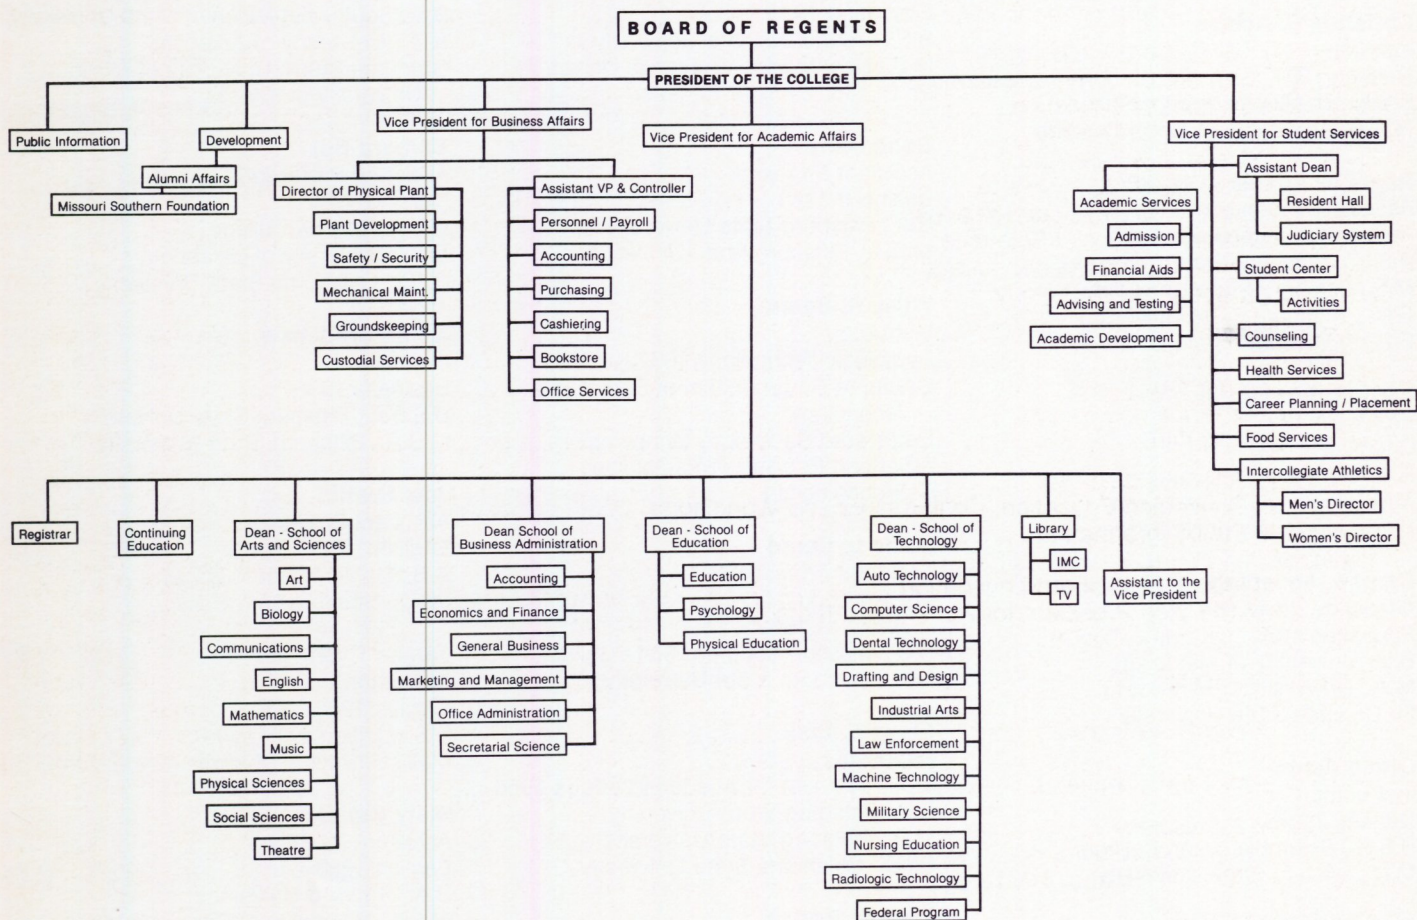 BOARD OF REGENTS
PRESIDENT OF THE COLLEGE
Public Information
Development
Alumni Affairs
Missouri Southern Foundation
Vice President for Business Affairs
Director of Physical Plant
Plant Development
Safety / Security
Mechanical Maint.
Groundskeeping
Custodial Services
Assistant VP & Controller
Personnel / Payroll
Accounting
Purchasing
Cashiering
Bookstore
Office Services
Vice President for Academic Affairs
Vice President for Student Services
Academic Services
Admission
Financial Aids
Advising and Testing
Academic Development
Assistant Dean
Resident Hall
Judiciary System
Student Center
Activities
Counseling
Health Services
Career Planning / Placement
Food Services
Intercollegiate Athletics
Men's Director
Women's Director
Registrar
Continuing
Education
Dean - School of
Arts and Sciences
Art
Biology
Communications
English
Mathematics
Music
Physical Sciences
Social Sciences
Theatre
Dean School of
Business Administration
Accounting
Economics and Finance
General Business
Marketing and Management
Office Administration
Secretarial Science
Dean - School of
Education
Education
Psychology
Physical Education
Dean - School of
Technology
Auto Technology
Computer Science
Dental Technology
Drafting and Design
Industrial Arts
Law Enforcement
Machine Technology
Military Science
Nursing Education
Radiologic Technology
Federal Program
Library
IMC
TV
Assistant to the
Vice President